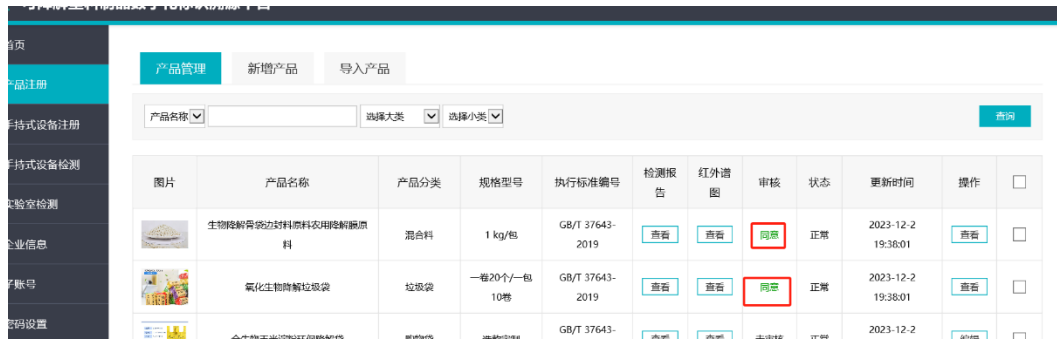 首页
产品注册
手持式设备注册
手持式设备检测
实验室检测
企业信息
子账号
密码设置
产品管理 新增产品 导入产品
产品名称 选择大类 选择小类 查询
图片 产品名称 产品分类 规格型号 执行标准编号 检测报告 红外谱图 审核 状态 更新时间 操作
生物降解骨袋边封料原料农用降解膜原料 混合料 1 kg/包 GB/T 37643-2019 查看 查看 同意 正常 2023-12-2 19:38:01 查看
氧化生物降解垃圾袋 垃圾袋 一卷20个/一包10卷 GB/T 37643-2019 查看 查看 同意 正常 2023-12-2 19:38:01 查看
GB/T 37643- 2023-12-2